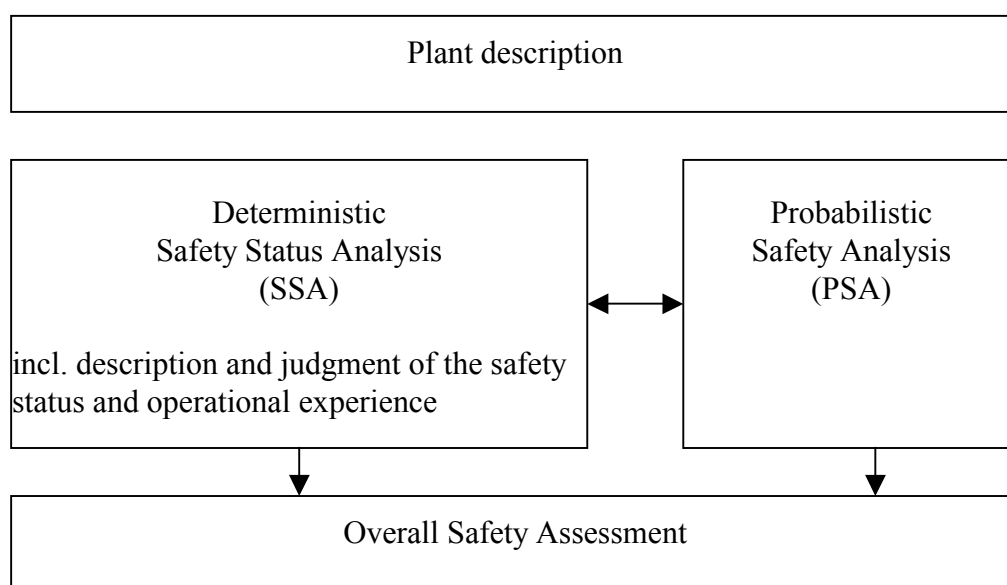 Plant description
Deterministic
Safety Status Analysis
(SSA)
incl. description and judgment of the safety
status and operational experience
Probabilistic
Safety Analysis
(PSA)
Overall Safety Assessment